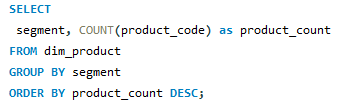 SELECT
segment, COUNT(product_code) as product_count
FROM dim_product
GROUP BY segment
ORDER BY product_count DESC;